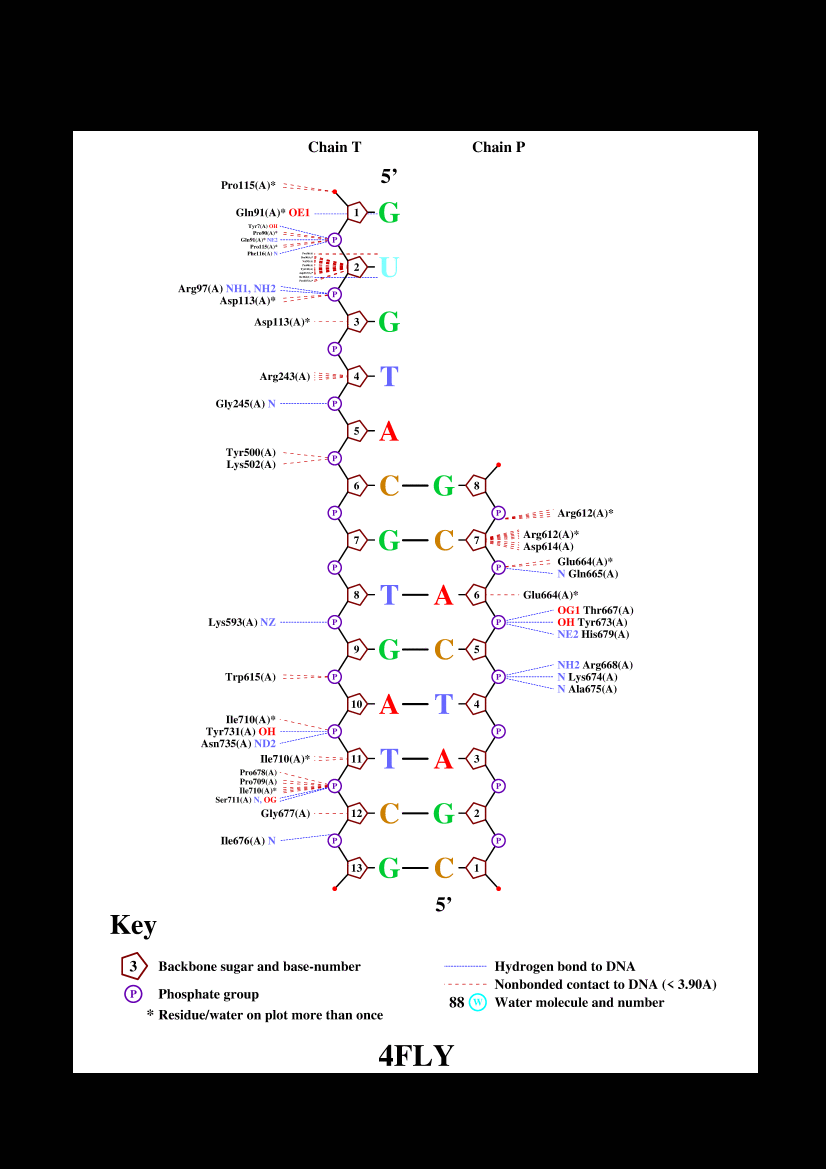 Chain T Chain P
5’
Pro115(A)*
Gln91(A)* OE1 1 G
Tyr7(A) OH
Pro90(A)*
Gln91(A)* NE2 P
Pro115(A)*
Phe116(A) N
2 U
Arg97(A) NH1, NH2
P
Asp113(A)*
Asp113(A)* 3 G
P
Arg243(A) 4 T
Gly245(A) N P
5 A
Tyr500(A)
P
Lys502(A)
6 C G 8
P P Arg612(A)*
Arg612(A)*
7 G C 7
Asp614(A)
Glu664(A)*
P P
N Gln665(A)
8 T A 6 Glu664(A)*
OG1 Thr667(A)
Lys593(A) NZ P P OH Tyr673(A)
NE2 His679(A)
9 G C 5
NH2 Arg668(A)
Trp615(A) P P N Lys674(A)
N Ala675(A)
10 A T 4
Ile710(A)*
Tyr731(A) OH P P
Asn735(A) ND2
Ile710(A)* 11 T A 3
Pro678(A)
Pro709(A)
P P
Ile710(A)*
Ser711(A) N, OG
Gly677(A) 12 C G 2
Ile676(A) N P P
13 G C 1
5’
Key
3 Backbone sugar and base-number
P Phosphate group
* Residue/water on plot more than once
Hydrogen bond to DNA
Nonbonded contact to DNA (< 3.90A)
88 W Water molecule and number
4FLY